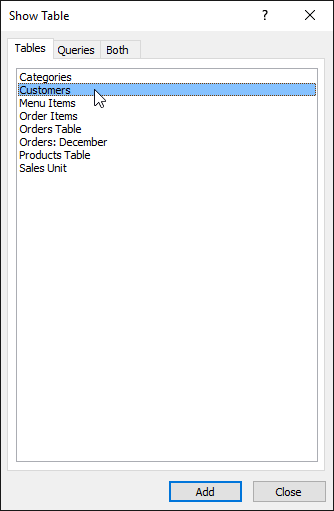 Show Table
?
Tables Queries Both
Categories
Customers
Menu Items
Order Items
Orders Table
Orders: December
Products Table
Sales Unit
Add Close